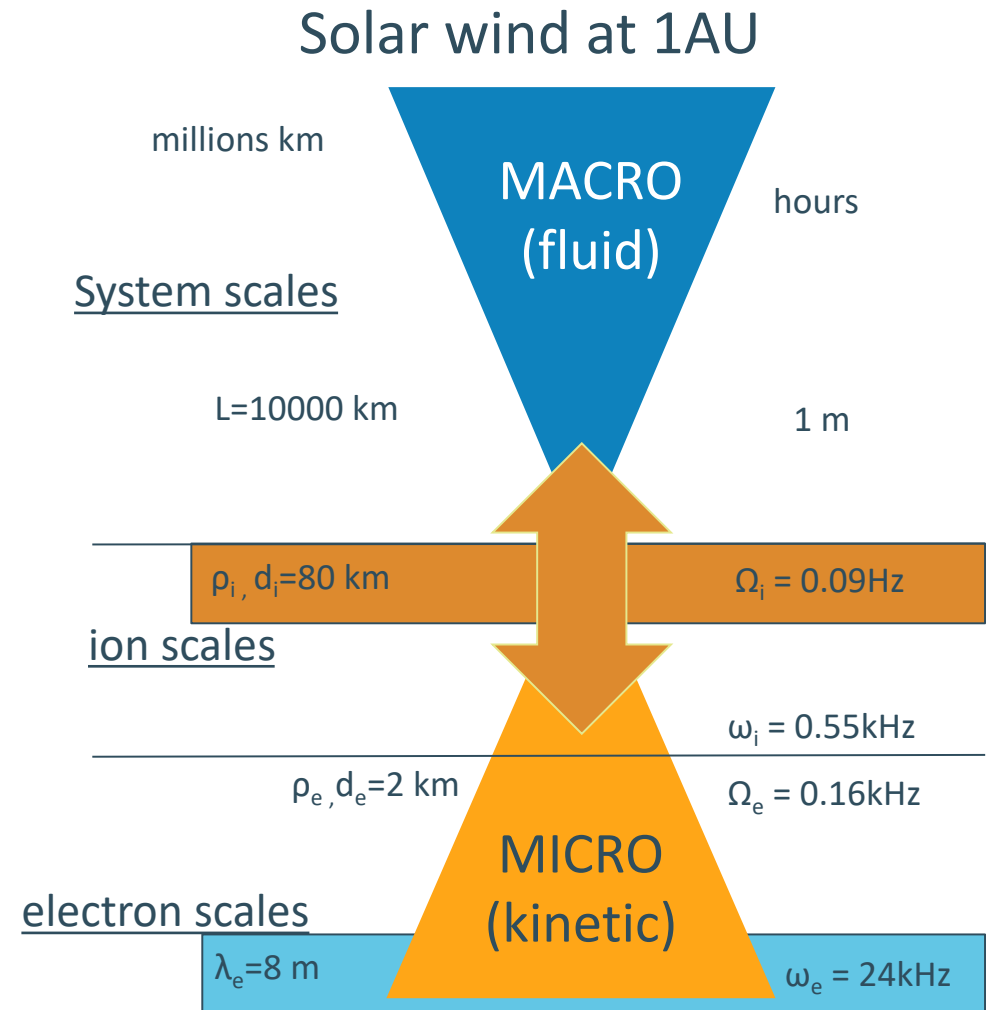 Solar wind at 1AU
millions km
MACRO
(fluid)
hours
System scales
L=10000 km
1 m
ρᵢ, dᵢ=80 km
Ωᵢ = 0.09Hz
ion scales
ωᵢ = 0.55kHz
ρₑ,dₑ=2 km
Ωₑ = 0.16kHz
MICRO
(kinetic)
electron scales
λₑ=8 m
ωₑ = 24kHz